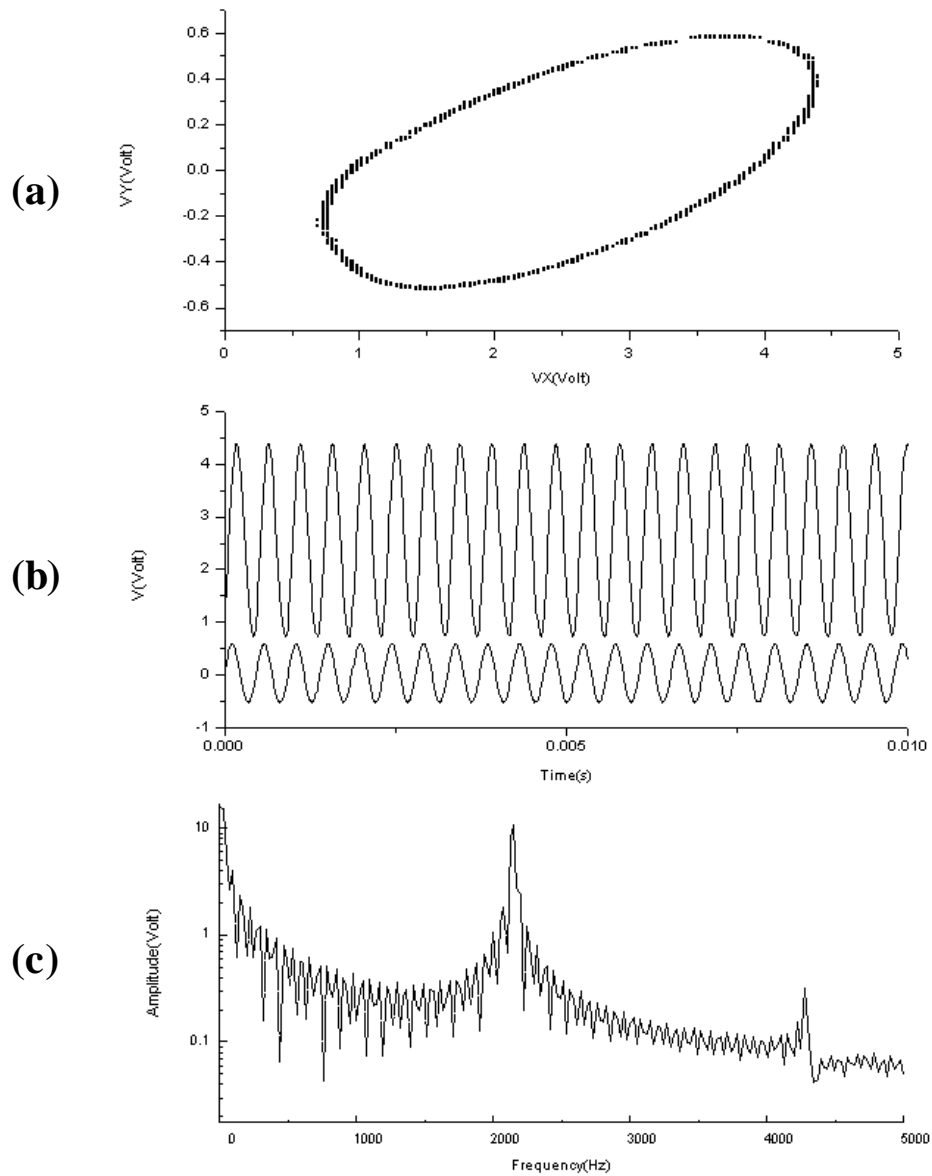 (a)
VY(Volt)
0.6
0.4
0.2
0.0
-0.2
-0.4
-0.6
0 1 2 3 4 5
VX(Volt)
(b)
V(Volt)
5
4
3
2
1
0
-1
0.000 0.005 0.010
Time(s)
(c)
Amplitude(Volt)
10
1
0.1
0 1000 2000 3000 4000 5000
Frequency(Hz)